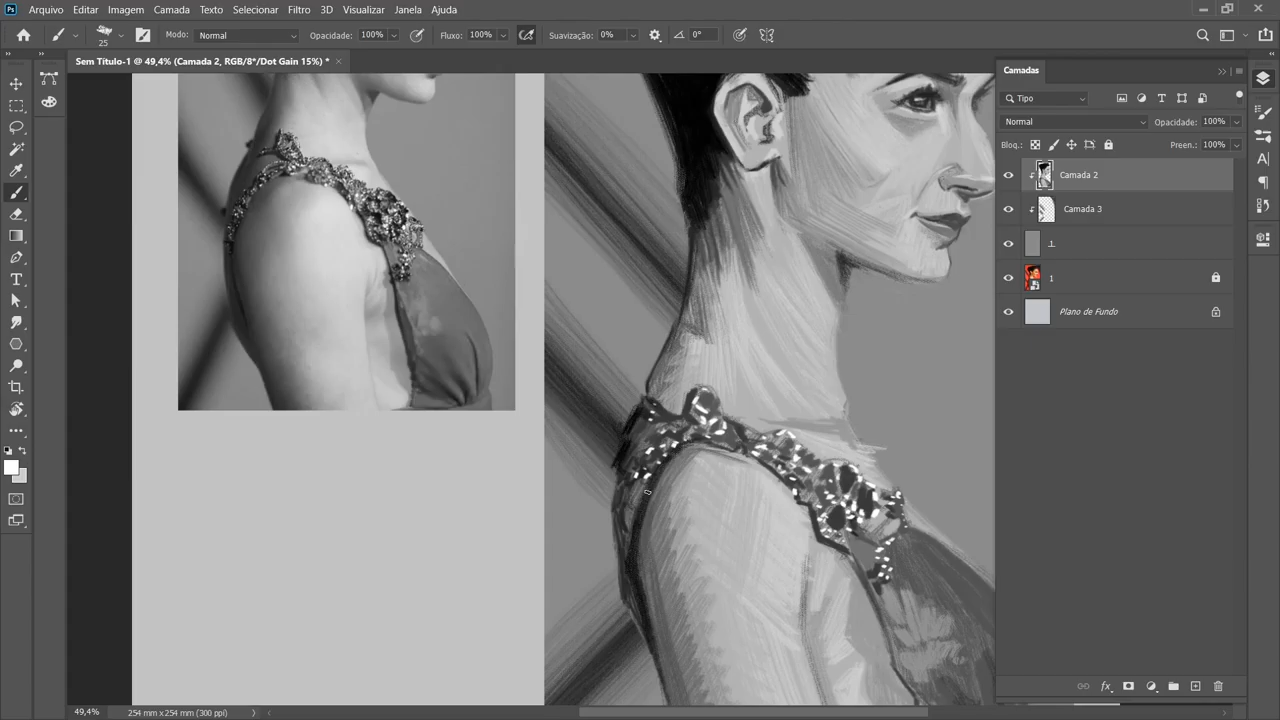 Ps Arquivo Editar Imagem Camada Texto Selecionar Filtro 3D Visualizar Janela Ajuda
25 Modo: Normal Opacidade: 100% Fluxo: 100% Suavização: 0% 0°
Sem Título-1 @ 49,4% (Camada 2, RGB/8*/Dot Gain 15%) * ×
Camadas
Tipo
Normal Opacidade: 100%
Bloq.: Preen.: 100%
Camada 2
Camada 3
1
Plano de Fundo
fx
49,4% 254 mm x 254 mm (300 ppi)